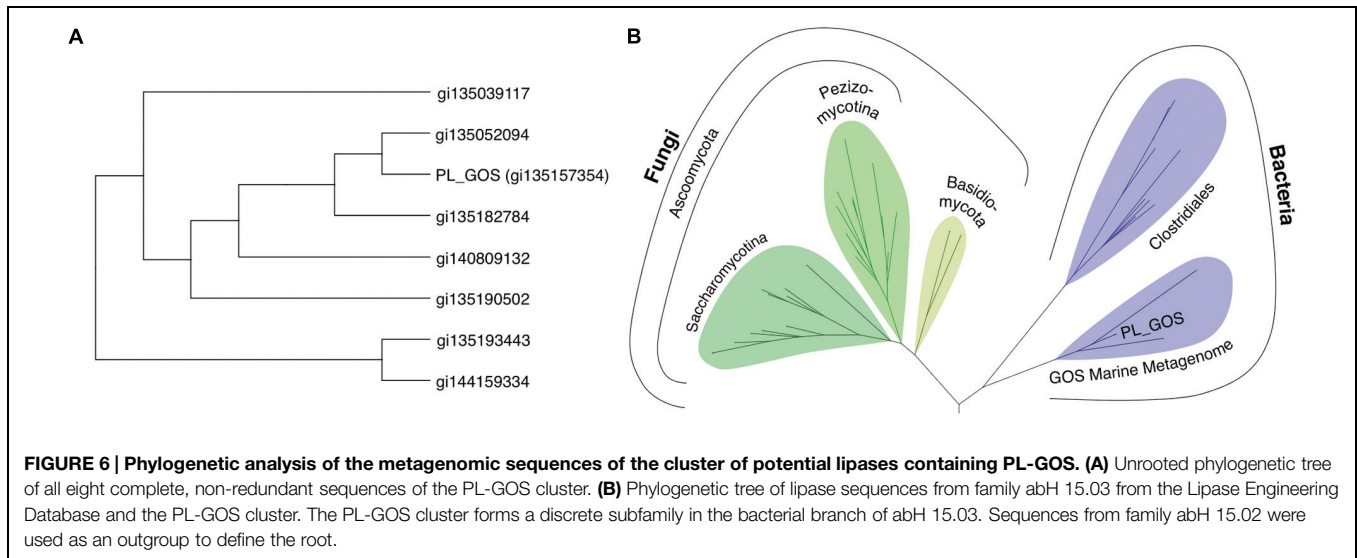 A
gi135039117
gi135052094
PL_GOS (gi135157354)
gi135182784
gi140809132
gi135190502
gi135193443
gi144159334
B
Fungi
Ascoomycota
Saccharomycotina
Pezizo-
mycotina
Basidio-
mycota
Bacteria
Clostridiales
PL_GOS
GOS Marine Metagenome
FIGURE 6 | Phylogenetic analysis of the metagenomic sequences of the cluster of potential lipases containing PL-GOS. (A) Unrooted phylogenetic tree
of all eight complete, non-redundant sequences of the PL-GOS cluster. (B) Phylogenetic tree of lipase sequences from family abH 15.03 from the Lipase Engineering
Database and the PL-GOS cluster. The PL-GOS cluster forms a discrete subfamily in the bacterial branch of abH 15.03. Sequences from family abH 15.02 were
used as an outgroup to define the root.